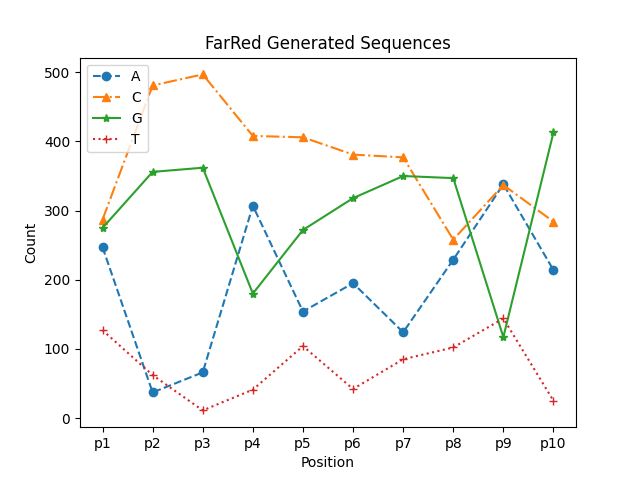 FarRed Generated Sequences
A
C
G
T
Count
500
400
300
200
100
0
p1 p2 p3 p4 p5 p6 p7 p8 p9 p10
Position